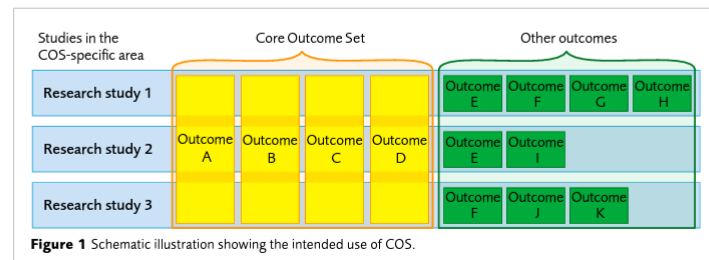 Studies in the
COS-specific area
Core Outcome Set
Other outcomes
Research study 1
Outcome
E
Outcome
F
Outcome
G
Outcome
H
Research study 2
Outcome
A
Outcome
B
Outcome
C
Outcome
D
Outcome
E
Outcome
I
Research study 3
Outcome
F
Outcome
J
Outcome
K
Figure 1 Schematic illustration showing the intended use of COS.